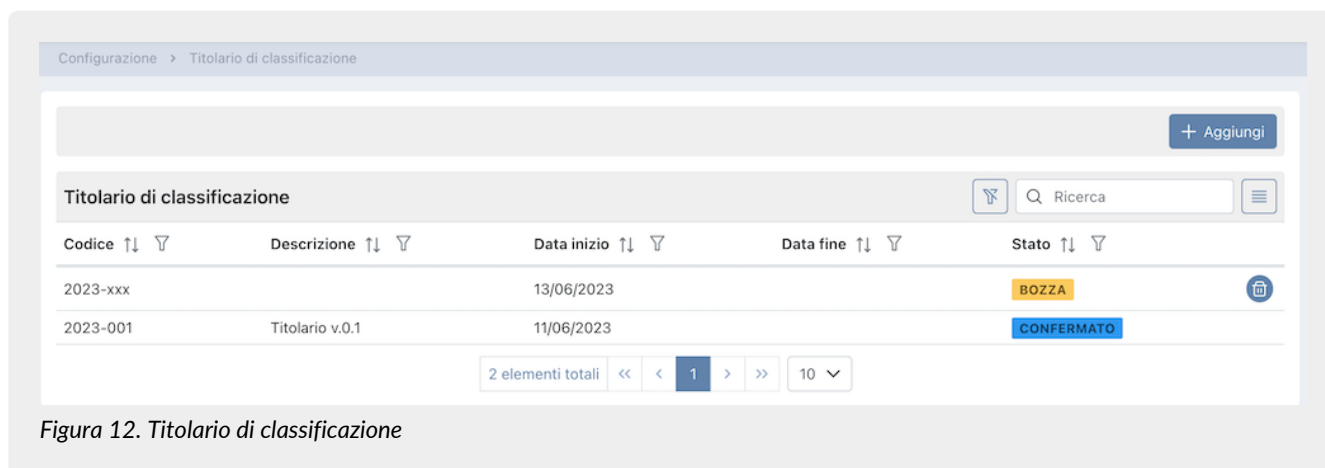 Configurazione > Titolario di classificazione
+ Aggiungi
Titolario di classificazione Ricerca
Codice Descrizione Data inizio Data fine Stato
2023-xxx 13/06/2023 BOZZA
2023-001 Titolario v.0.1 11/06/2023 CONFERMATO
2 elementi totali << < 1 > >> 10
Figura 12. Titolario di classificazione